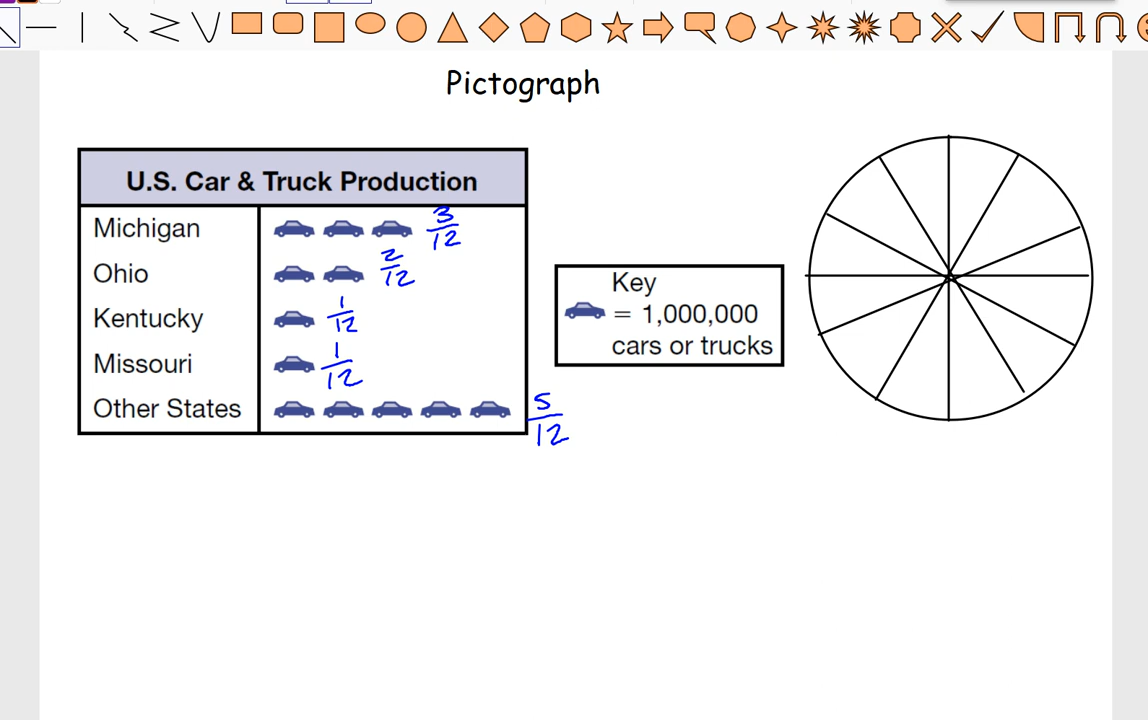 Pictograph
U.S. Car & Truck Production
Michigan 3/12
Ohio 2/12
Kentucky 1/12
Missouri 1/12
Other States 5/12
Key
= 1,000,000
cars or trucks